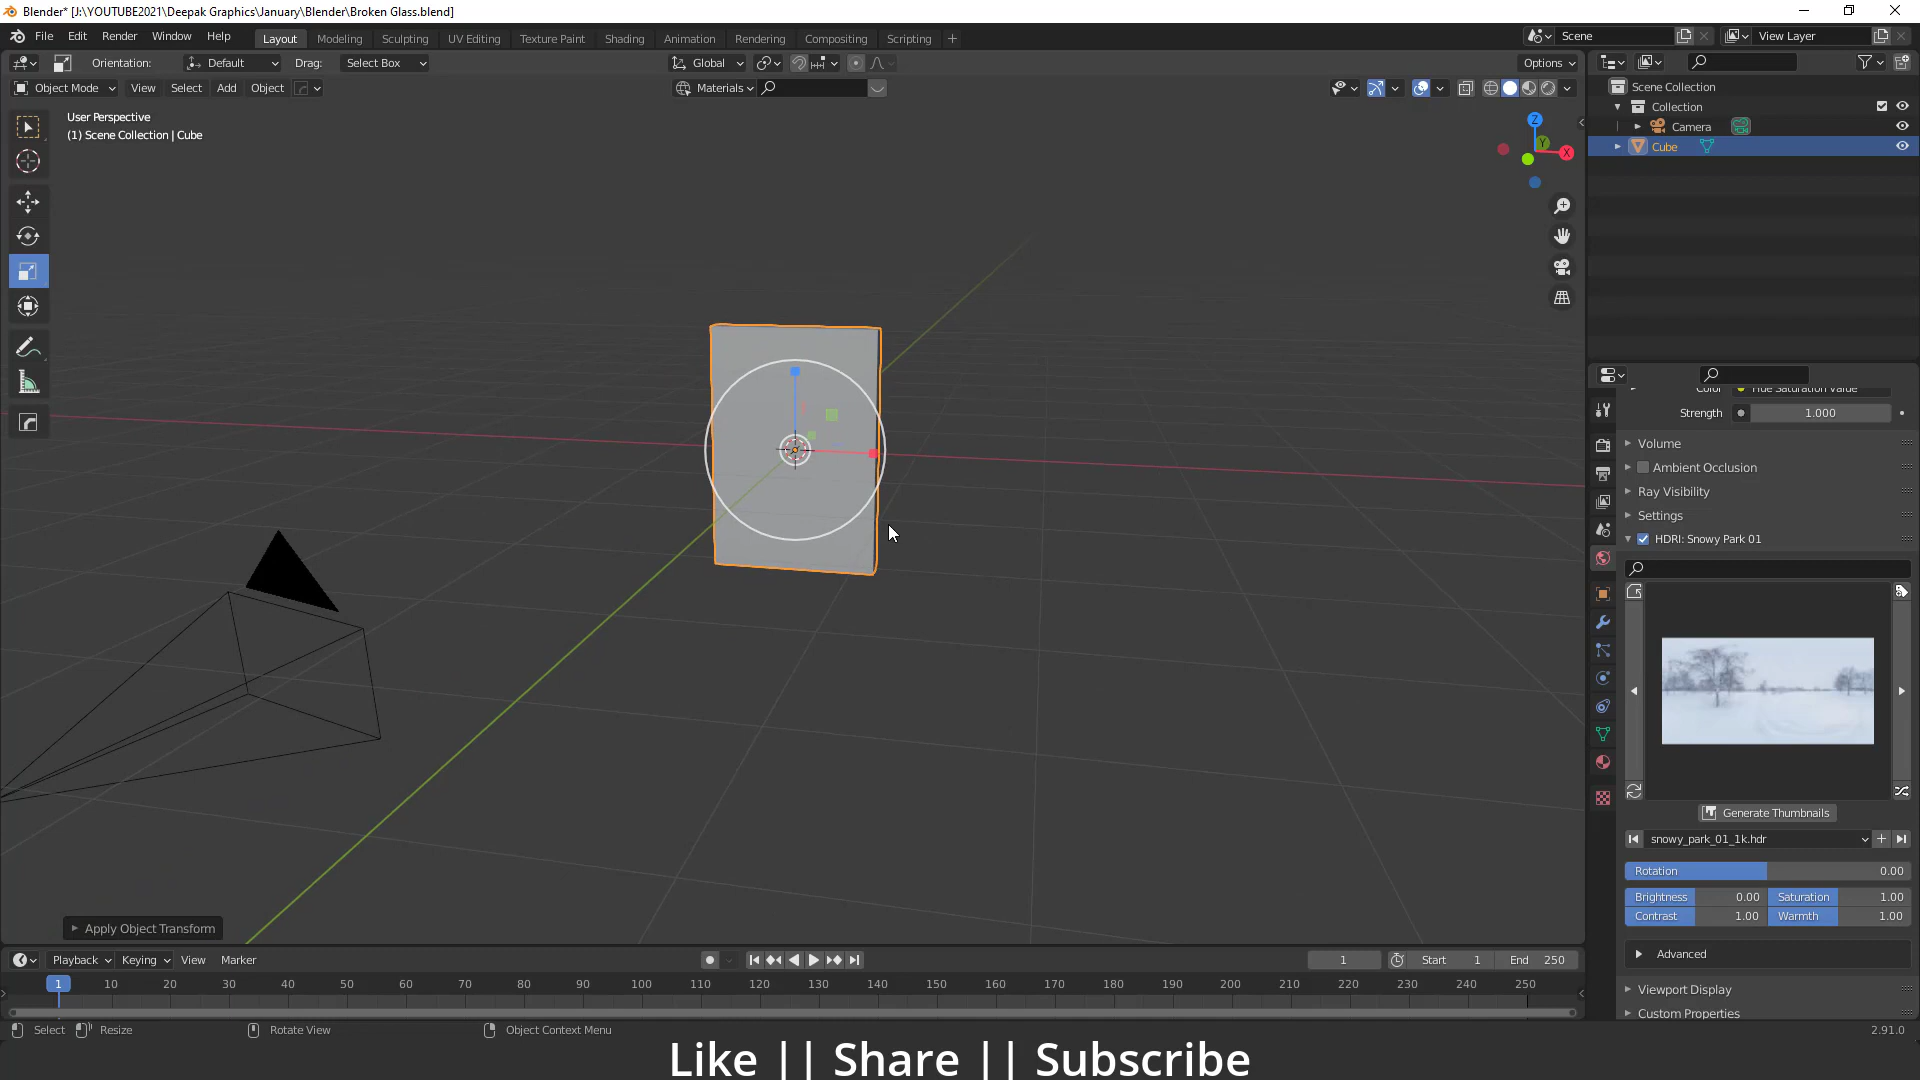 Blender* [J:\YOUTUBE2021\Deepak Graphics\January\Blender\Broken Glass.blend]
File Edit Render Window Help
Layout Modeling Sculpting UV Editing Texture Paint Shading Animation Rendering Compositing Scripting +
Scene
View Layer
Orientation: Default Drag: Select Box
Global
Options
Object Mode View Select Add Object
Materials
User Perspective
(1) Scene Collection | Cube
Z
Y
X
Scene Collection
Collection
Camera
Cube
Strength 1.000
Volume
Ambient Occlusion
Ray Visibility
Settings
HDRI: Snowy Park 01
Generate Thumbnails
snowy_park_01_1k.hdr
Rotation 0.00
Brightness 0.00 Saturation 1.00
Contrast 1.00 Warmth 1.00
Advanced
Viewport Display
Custom Properties
Apply Object Transform
Playback Keying View Marker
1
Start 1
End 250
1 10 20 30 40 50 60 70 80 90 100 110 120 130 140 150 160 170 180 190 200 210 220 230 240 250
Select Resize Rotate View Object Context Menu
2.91.0
Like || Share || Subscribe